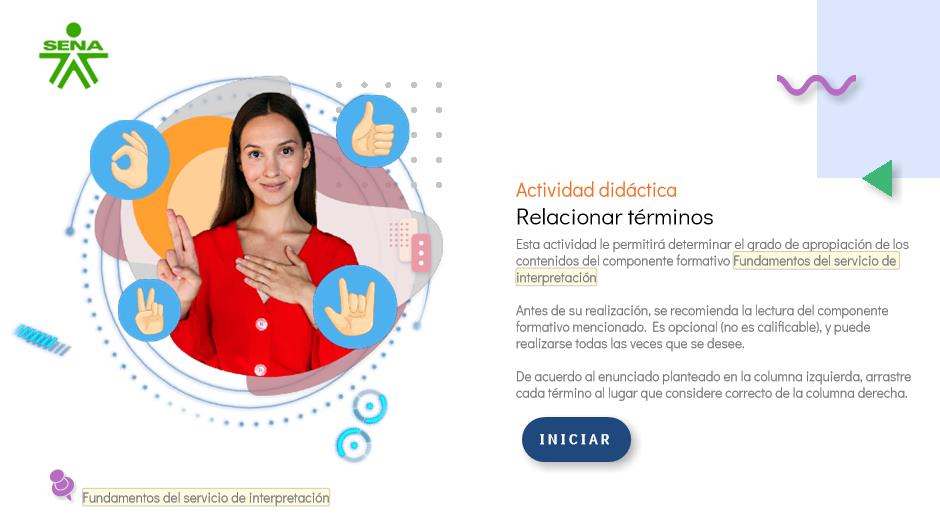 SENA
Actividad didáctica
Relacionar términos
Esta actividad le permitirá determinar el grado de apropiación de los
contenidos del componente formativo Fundamentos del servicio de
interpretación
Antes de su realización, se recomienda la lectura del componente
formativo mencionado. Es opcional (no es calificable), y puede
realizarse todas las veces que se desee.
De acuerdo al enunciado planteado en la columna izquierda, arrastre
cada término al lugar que considere correcto de la columna derecha.
INICIAR
Fundamentos del servicio de interpretación